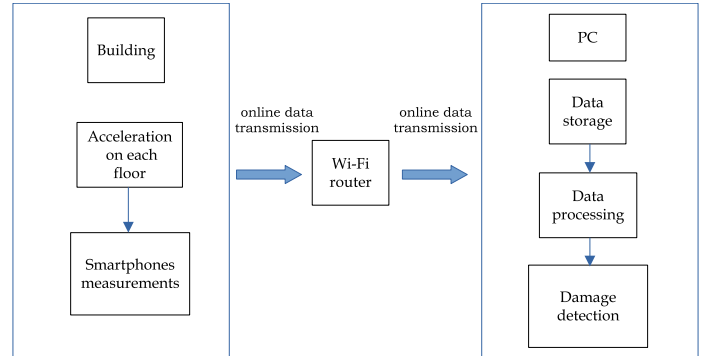 Building
Acceleration
on each
floor
Smartphones
measurements
online data
transmission
Wi-Fi
router
online data
transmission
PC
Data
storage
Data
processing
Damage
detection